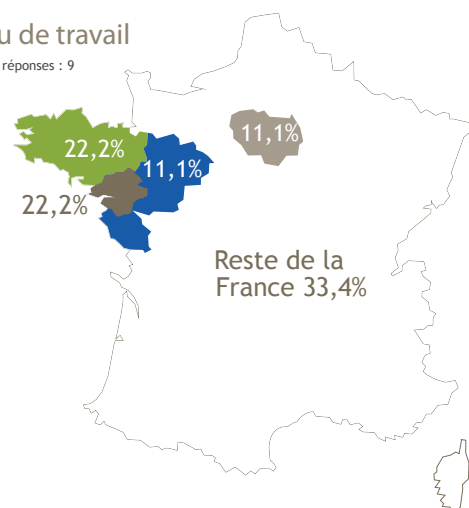 u de travail
réponses : 9
22,2%
11,1%
11,1%
22,2%
Reste de la
France 33,4%